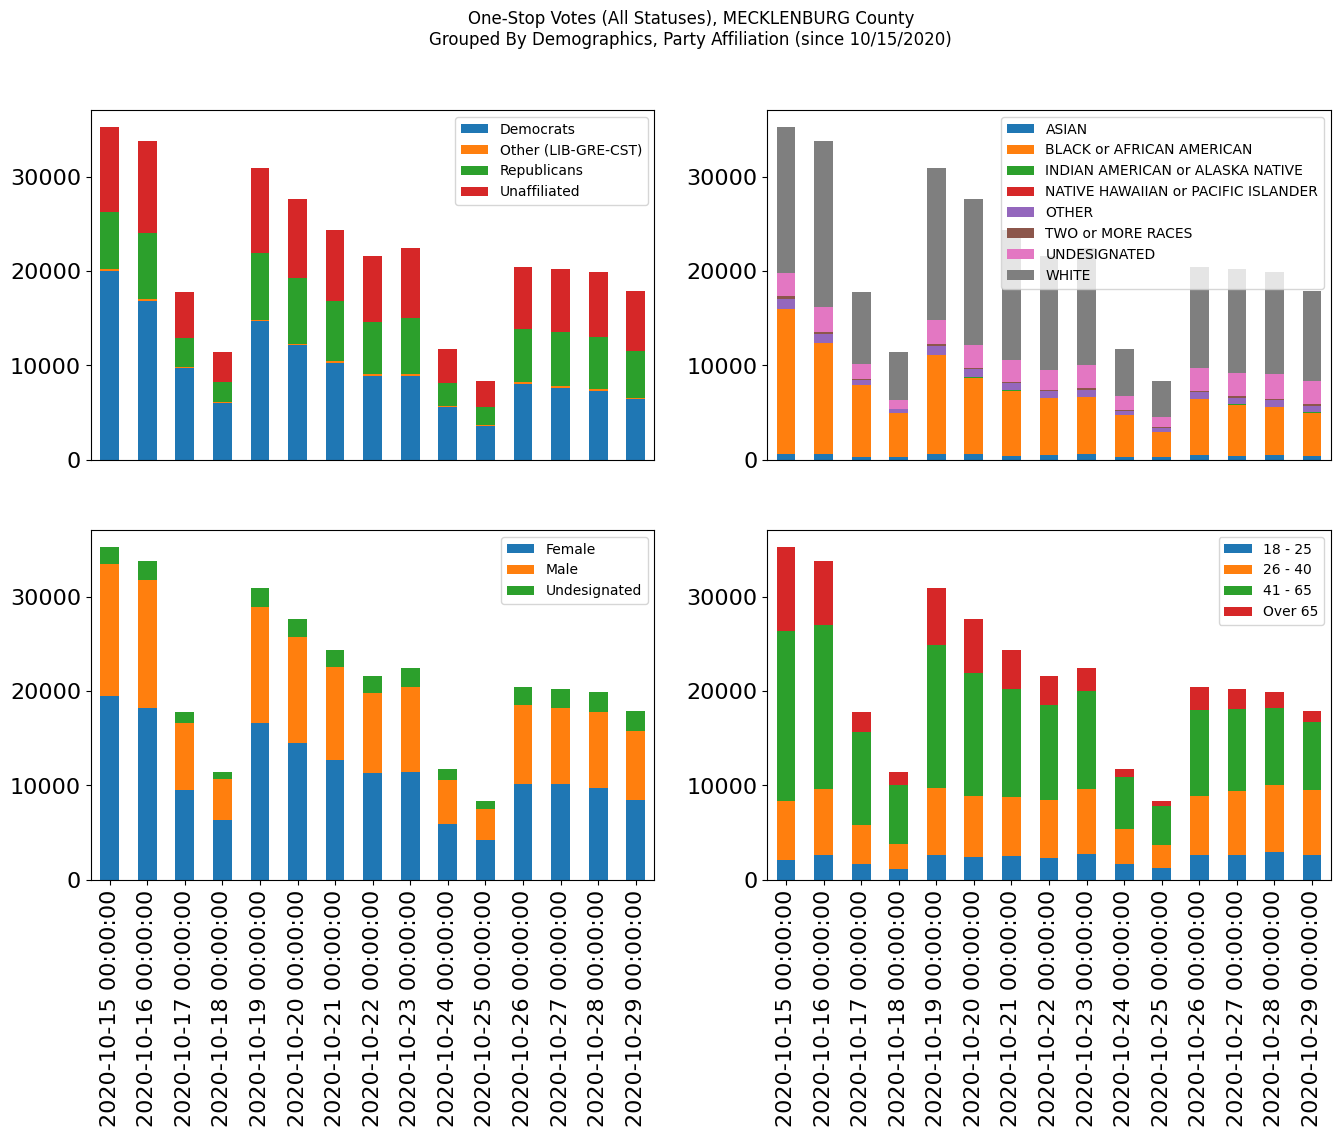 One-Stop Votes (All Statuses), MECKLENBURG County
Grouped By Demographics, Party Affiliation (since 10/15/2020)
30000
20000
10000
0
Democrats
Other (LIB-GRE-CST)
Republicans
Unaffiliated
30000
20000
10000
0
ASIAN
BLACK or AFRICAN AMERICAN
INDIAN AMERICAN or ALASKA NATIVE
NATIVE HAWAIIAN or PACIFIC ISLANDER
OTHER
TWO or MORE RACES
UNDESIGNATED
WHITE
30000
20000
10000
0
Female
Male
Undesignated
2020-10-15 00:00:00
2020-10-16 00:00:00
2020-10-17 00:00:00
2020-10-18 00:00:00
2020-10-19 00:00:00
2020-10-20 00:00:00
2020-10-21 00:00:00
2020-10-22 00:00:00
2020-10-23 00:00:00
2020-10-24 00:00:00
2020-10-25 00:00:00
2020-10-26 00:00:00
2020-10-27 00:00:00
2020-10-28 00:00:00
2020-10-29 00:00:00
30000
20000
10000
0
18 - 25
26 - 40
41 - 65
Over 65
2020-10-15 00:00:00
2020-10-16 00:00:00
2020-10-17 00:00:00
2020-10-18 00:00:00
2020-10-19 00:00:00
2020-10-20 00:00:00
2020-10-21 00:00:00
2020-10-22 00:00:00
2020-10-23 00:00:00
2020-10-24 00:00:00
2020-10-25 00:00:00
2020-10-26 00:00:00
2020-10-27 00:00:00
2020-10-28 00:00:00
2020-10-29 00:00:00